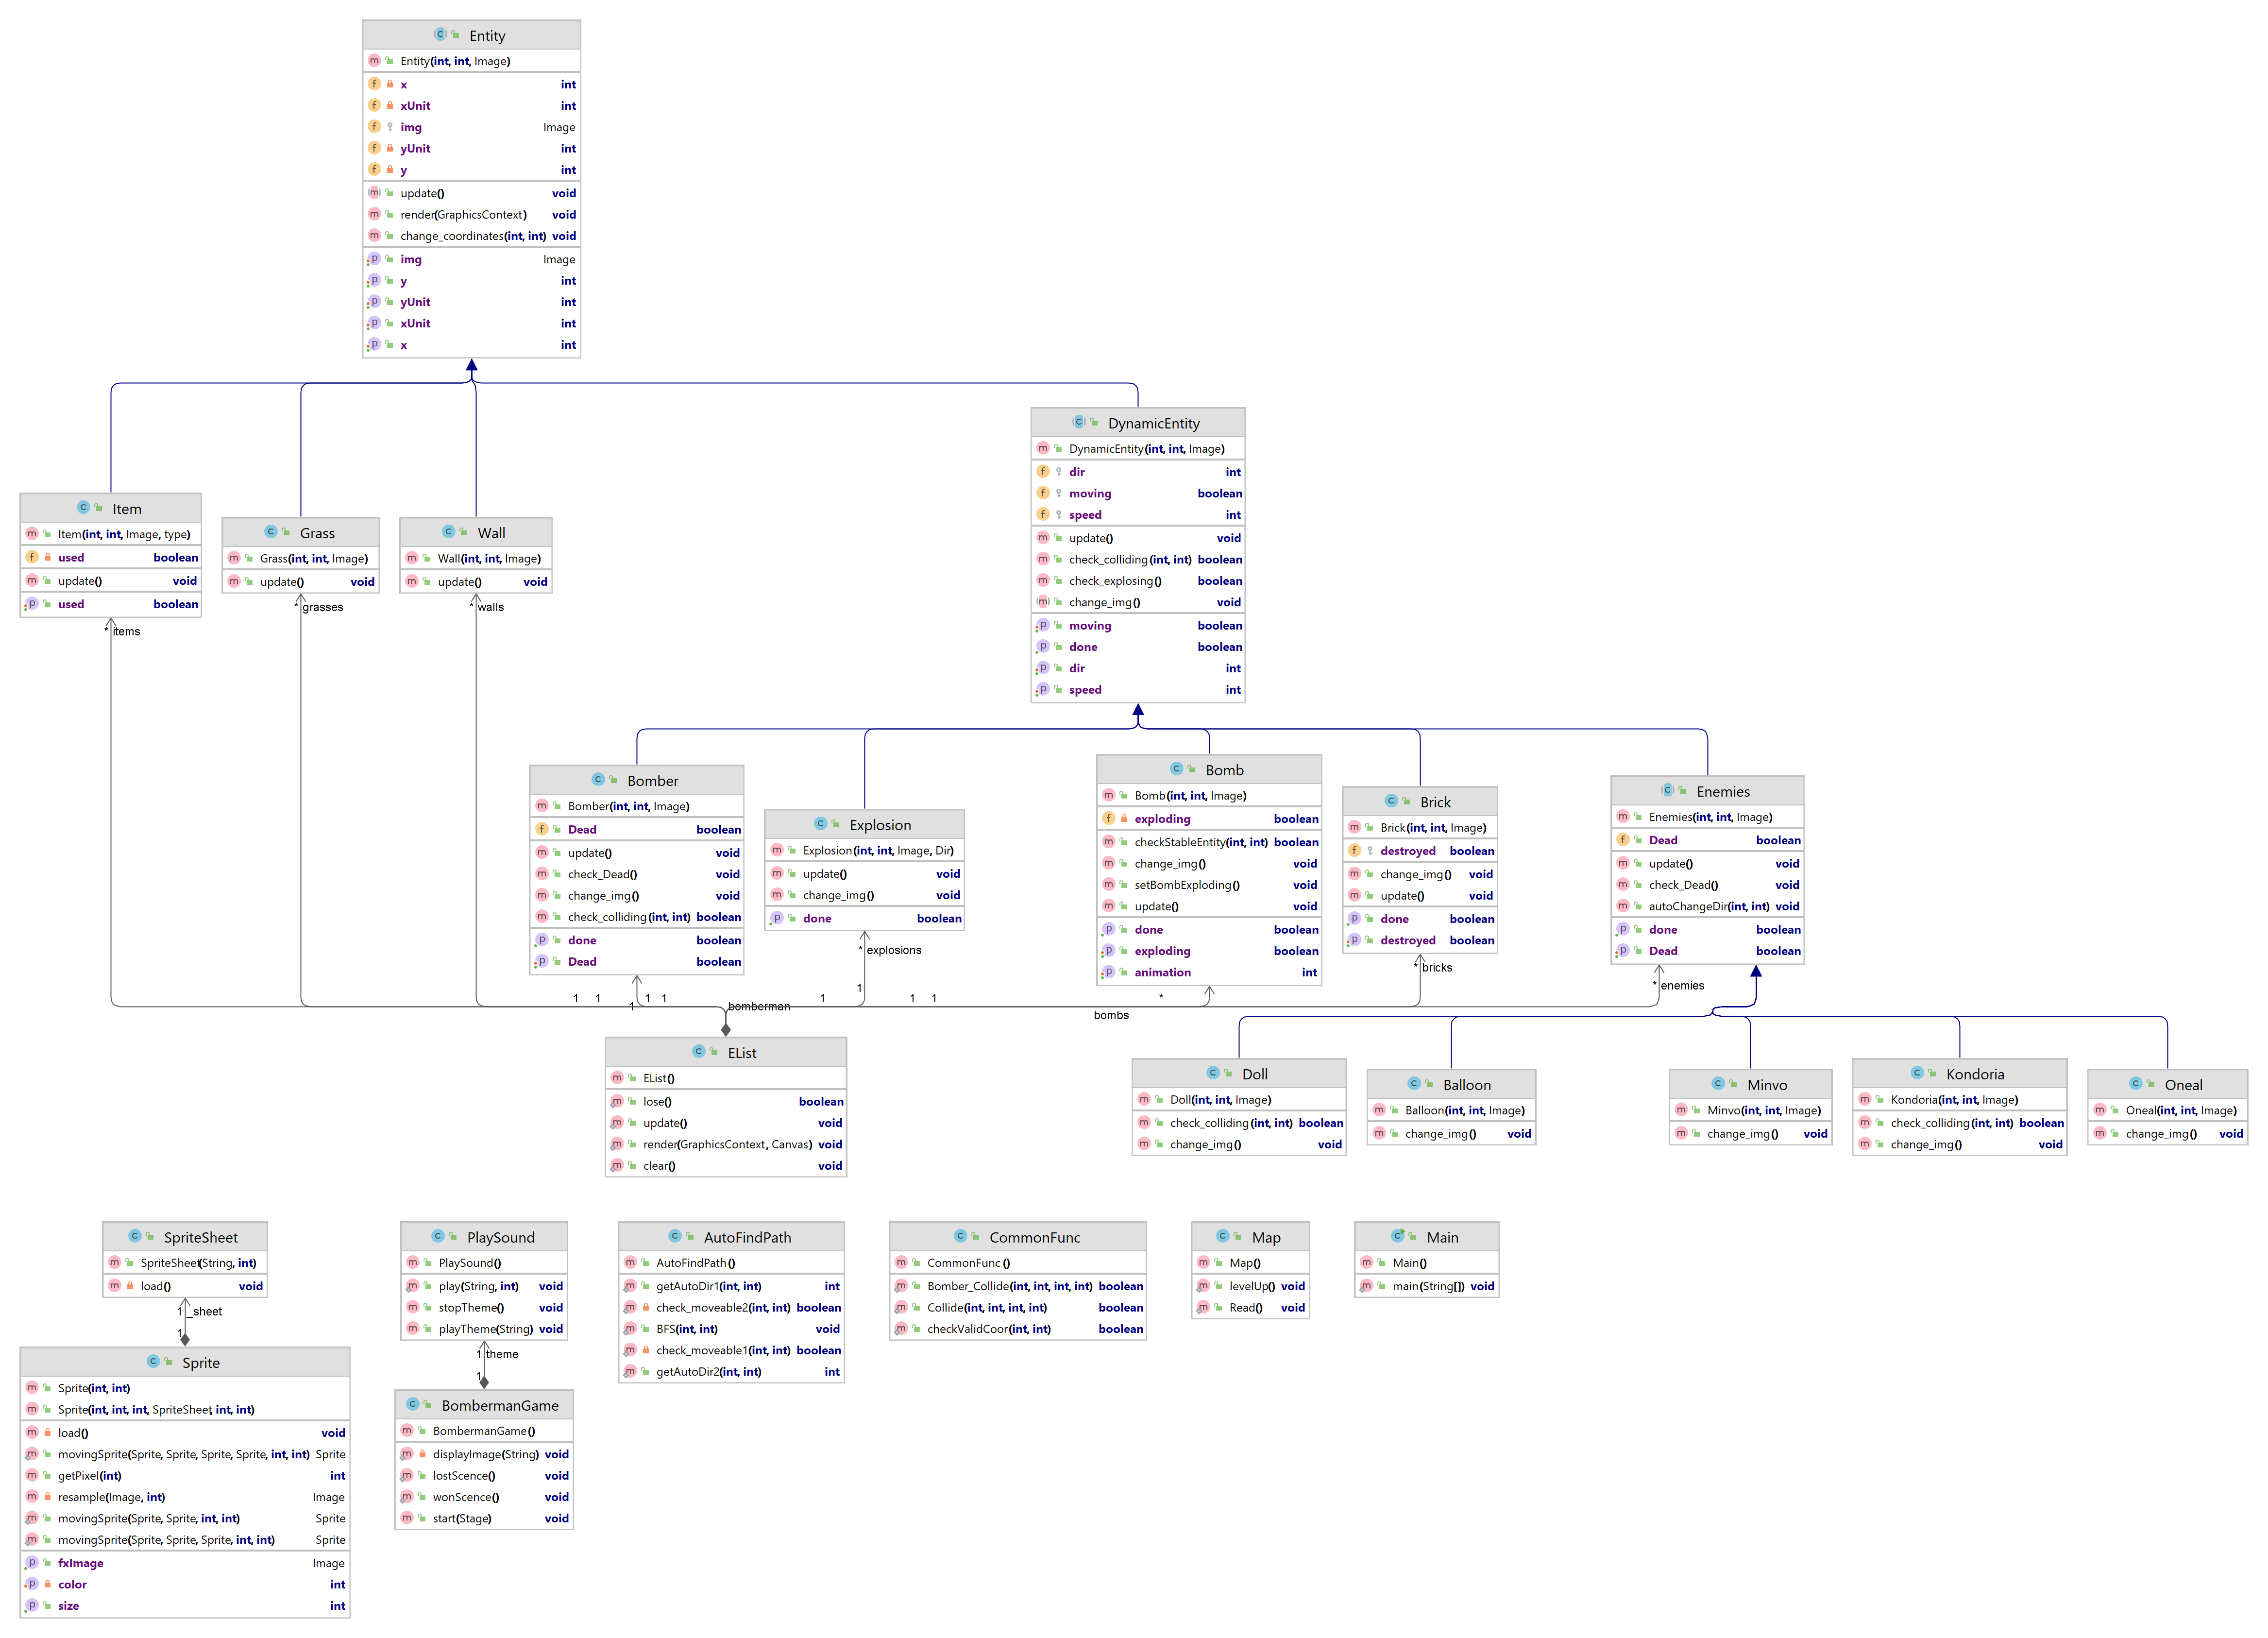 Entity
Entity(int, int, Image)
x int
xUnit int
img Image
yUnit int
y int
update() void
render(GraphicsContext) void
change_coordinates(int, int) void
img Image
y int
yUnit int
xUnit int
x int
DynamicEntity
DynamicEntity(int, int, Image)
dir int
moving boolean
speed int
update() void
check_colliding(int, int) boolean
check_explosing() boolean
change_img() void
moving boolean
done boolean
dir int
speed int
Item
Item(int, int, Image, type)
used boolean
update() void
used boolean
* items
Grass
Grass(int, int, Image)
update() void
* grasses
Wall
Wall(int, int, Image)
update() void
* walls
Bomber
Bomber(int, int, Image)
Dead boolean
update() void
check_Dead() void
change_img() void
check_colliding(int, int) boolean
done boolean
Dead boolean
Explosion
Explosion(int, int, Image, Dir)
update() void
change_img() void
done boolean
* explosions
Bomb
Bomb(int, int, Image)
exploding boolean
checkStableEntity(int, int) boolean
change_img() void
setBombExploding() void
update() void
done boolean
exploding boolean
animation int
Brick
Brick(int, int, Image)
destroyed boolean
change_img() void
update() void
done boolean
destroyed boolean
* bricks
Enemies
Enemies(int, int, Image)
Dead boolean
update() void
check_Dead() void
autoChangeDir(int, int) void
done boolean
Dead boolean
* enemies
1 1 1 1 1 bomberman 1 1 1 1 *
bombs
EList
EList()
lose() boolean
update() void
render(GraphicsContext, Canvas) void
clear() void
Doll
Doll(int, int, Image)
check_colliding(int, int) boolean
change_img() void
Balloon
Balloon(int, int, Image)
change_img() void
Minvo
Minvo(int, int, Image)
change_img() void
Kondoria
Kondoria(int, int, Image)
check_colliding(int, int) boolean
change_img() void
Oneal
Oneal(int, int, Image)
change_img() void
SpriteSheet
SpriteSheet(String, int)
load() void
1 _sheet
1
Sprite
Sprite(int, int)
Sprite(int, int, int, SpriteSheet, int, int)
load() void
movingSprite(Sprite, Sprite, Sprite, Sprite, int, int) Sprite
getPixel(int) int
resample(Image, int) Image
movingSprite(Sprite, Sprite, int, int) Sprite
movingSprite(Sprite, Sprite, Sprite, int, int) Sprite
fxImage Image
color int
size int
PlaySound
PlaySound()
play(String, int) void
stopTheme() void
playTheme(String) void
1 theme
1
BombermanGame
BombermanGame()
displayImage(String) void
lostScence() void
wonScence() void
start(Stage) void
AutoFindPath
AutoFindPath()
getAutoDir1(int, int) int
check_moveable2(int, int) boolean
BFS(int, int) void
check_moveable1(int, int) boolean
getAutoDir2(int, int) int
CommonFunc
CommonFunc()
Bomber_Collide(int, int, int, int) boolean
Collide(int, int, int, int) boolean
checkValidCoor(int, int) boolean
Map
Map()
levelUp() void
Read() void
Main
Main()
main(String[]) void